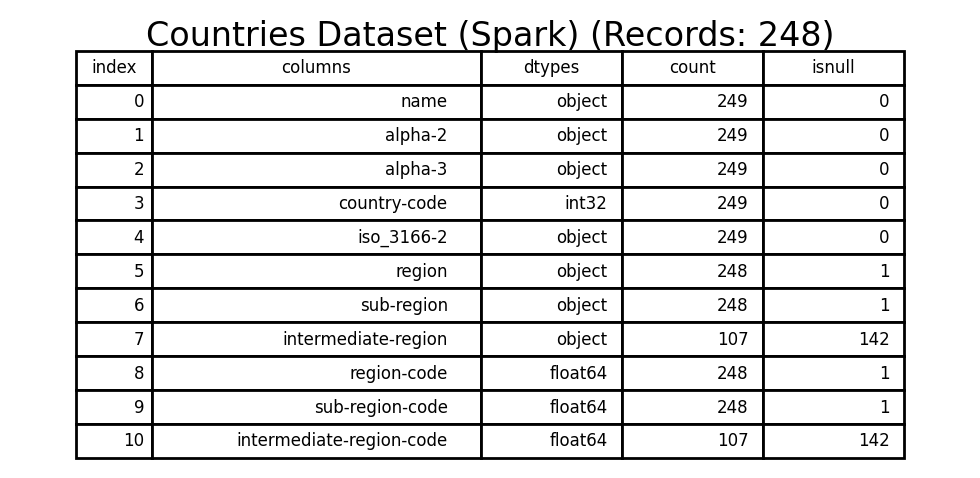 Countries Dataset (Spark) (Records: 248)
index columns dtypes count isnull
0 name object 249 0
1 alpha-2 object 249 0
2 alpha-3 object 249 0
3 country-code int32 249 0
4 iso_3166-2 object 249 0
5 region object 248 1
6 sub-region object 248 1
7 intermediate-region object 107 142
8 region-code float64 248 1
9 sub-region-code float64 248 1
10 intermediate-region-code float64 107 142